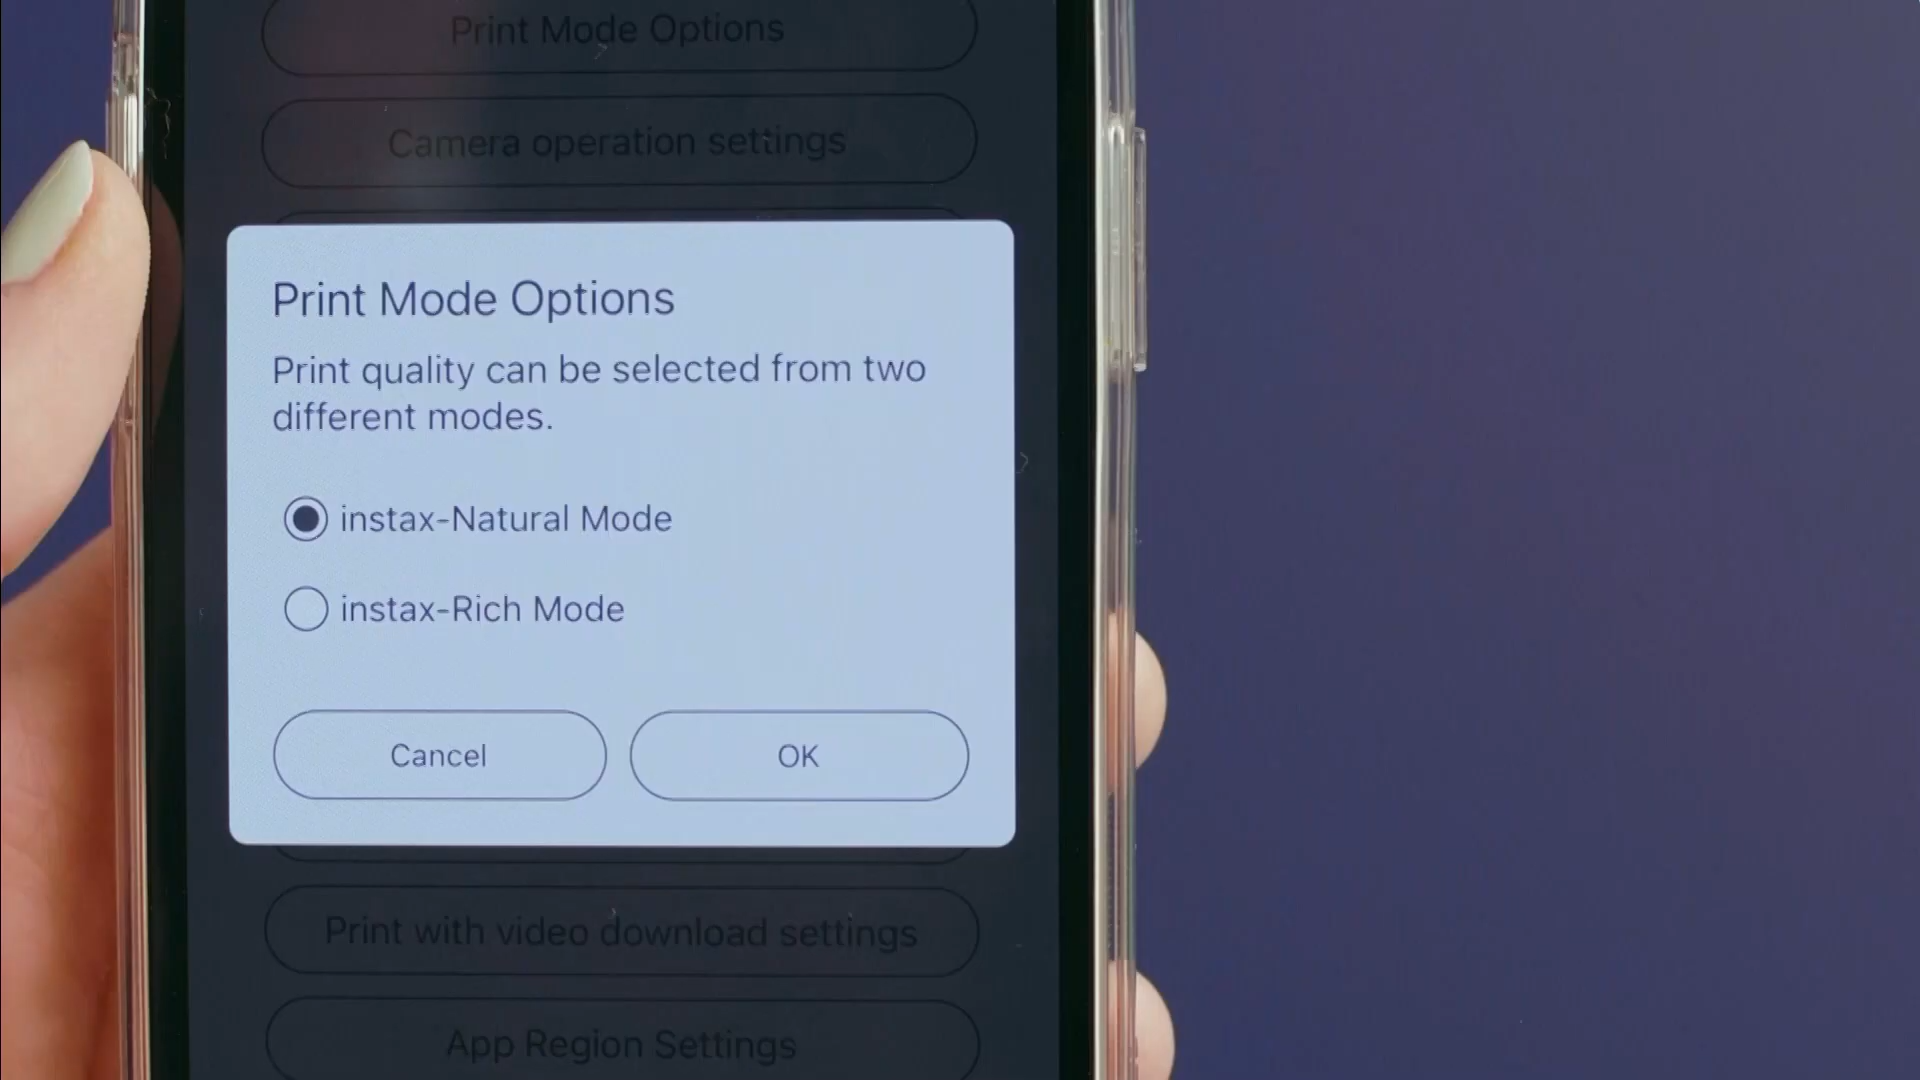 Print Mode Options
Camera operation settings
Print Mode Options
Print quality can be selected from two
different modes.
instax-Natural Mode
instax-Rich Mode
Cancel
OK
Print with video download settings
App Region Settings